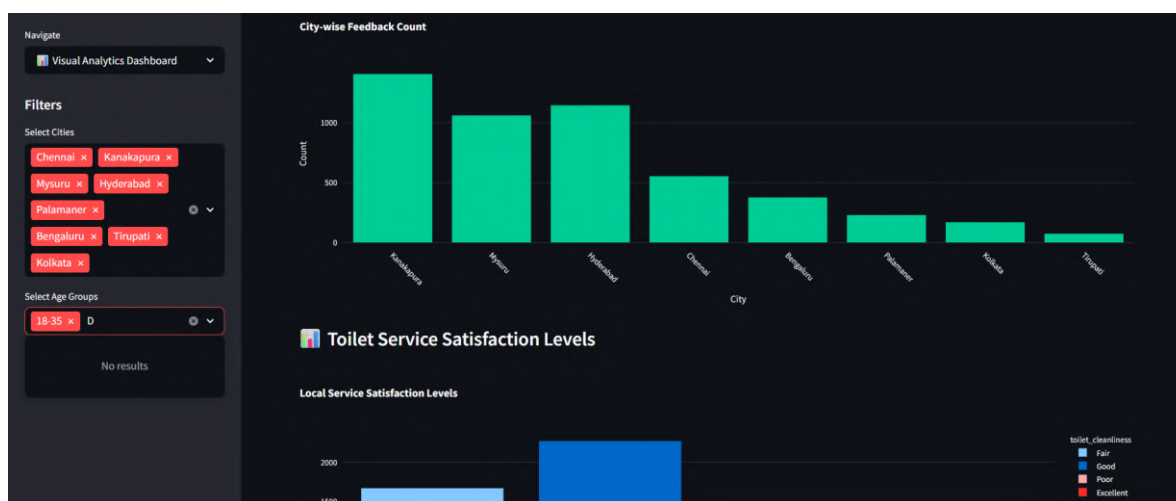 Navigate
📊 Visual Analytics Dashboard
Filters
Select Cities
Chennai ×
Kanakapura ×
Mysuru ×
Hyderabad ×
Palamaner ×
Bengaluru ×
Tirupati ×
Kolkata ×
Select Age Groups
18-35 × D
No results
City-wise Feedback Count
Count
1000
500
0
Kanakapura
Mysuru
Hyderabad
Chennai
Bengaluru
Palamaner
Kolkata
Tirupati
City
📊 Toilet Service Satisfaction Levels
Local Service Satisfaction Levels
2000
1500
toilet_cleanliness
Fair
Good
Poor
Excellent